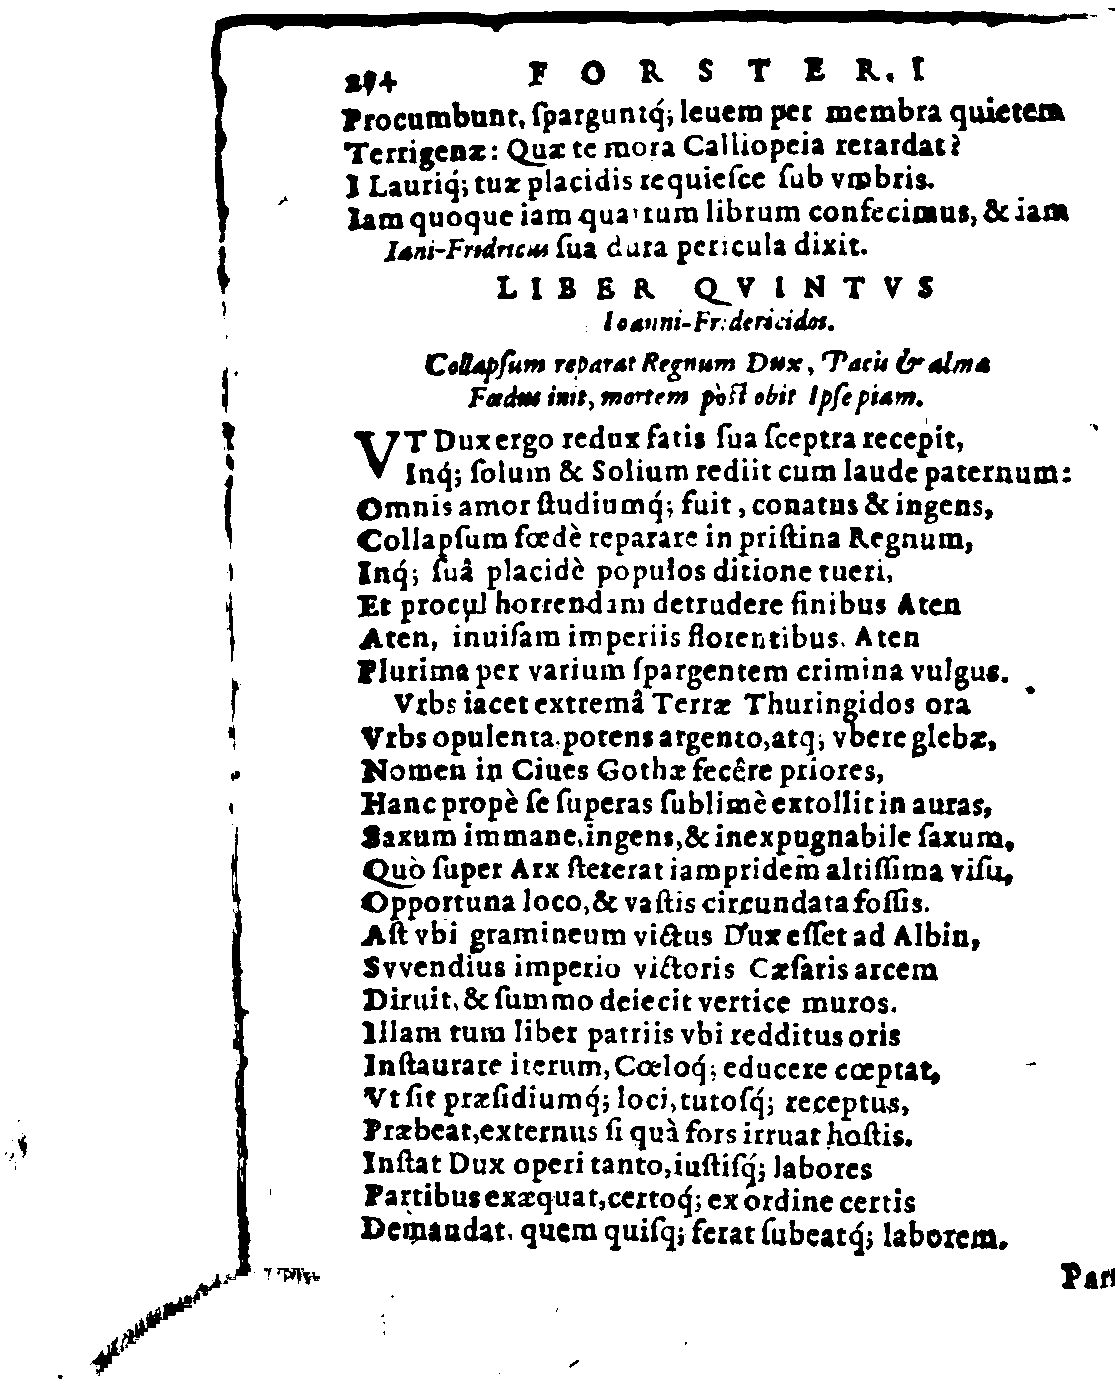 254 FORSTERI
Procumbunt, ſparguntq́; leuem per membra quietem
Terrigenæ: Quæ te mora Calliopeia retardat?
I Lauriq́; tuæ placidis requieſce ſub vmbris.
Iam quoque iam quartum librum confecimus, & iam
Iani-Fridricus ſua dura pericula dixit.
LIBER QVINTVS
Ioanni-Fridericidos.
Collapſum reparat Regnum Dux, Pacis & alma
Fœdus init, mortem pòſt obit Ipſe piam.
VT Dux ergo redux fatis ſua ſceptra recepit,
Inq́; ſolum & Solium rediit cum laude paternum:
Omnis amor ſtudiumq́; fuit, conatus & ingens,
Collapſum fœdè reparare in priſtina Regnum,
Inq́; ſuâ placidè populos ditione tueri,
Et procul horrendam detrudere finibus Aten
Aten, inuiſam imperiis florentibus. Aten
Plurima per varium ſpargentem crimina vulgus.
Vrbs iacet extremâ Terræ Thuringidos ora
Vrbs opulenta potens argento, atq; vbere glebæ,
Nomen in Ciues Gothæ fecêre priores,
Hanc propè ſe ſuperas ſublimè extollit in auras,
Saxum immane, ingens, & inexpugnabile ſaxum,
Quò ſuper Arx ſteterat iampridem altiſſima viſu,
Opportuna loco, & vaſtis circundata foſſis.
Aſt vbi gramineum victus Dux eſſet ad Albin,
Svvendius imperio victoris Cæſaris arcem
Diruit, & ſummo deiecit vertice muros.
Illam tum liber patriis vbi redditus oris
Inſtaurare iterum, Cœloq́; educere cœptat,
Vt ſit præſidiumq́; loci, tutoſq́; receptus,
Præbeat, externus ſi quà fors irruat hoſtis.
Inſtat Dux operi tanto, iuſtiſq́; labores
Partibus exæquat, certoq́; ex ordine certis
Demandat, quem quiſq; ferat ſubeatq́; laborem.
Part